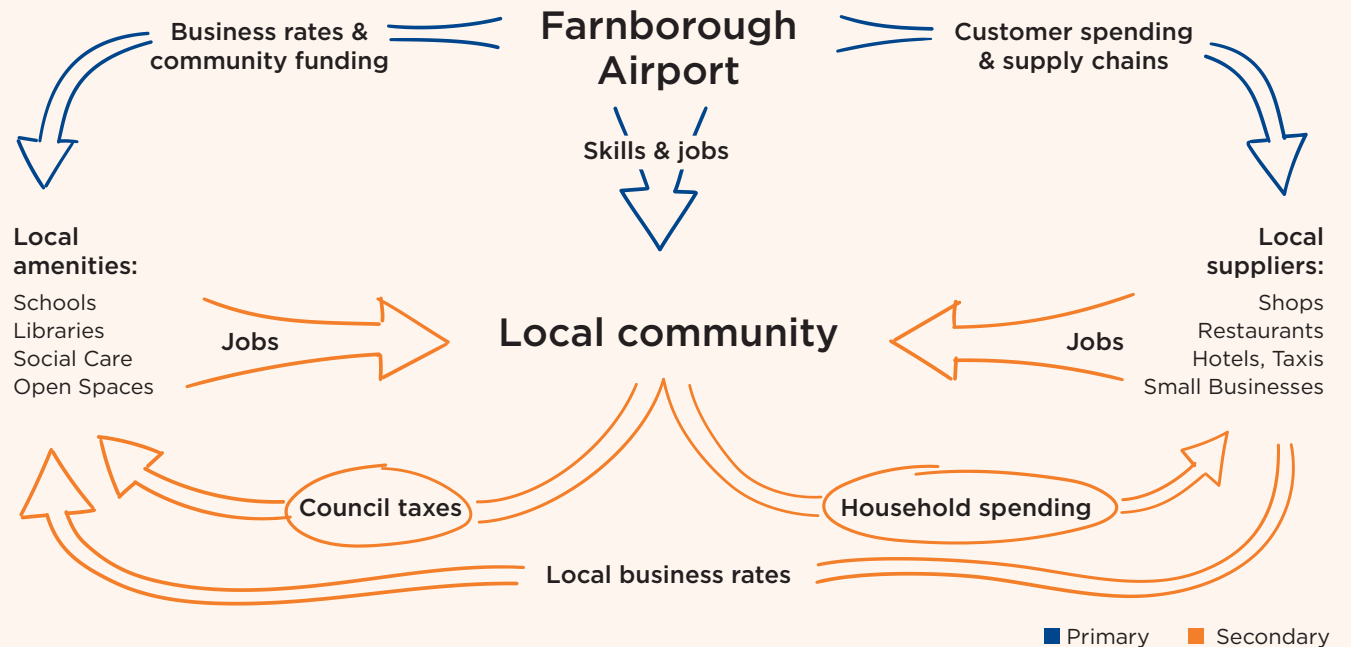 Farnborough
Airport
Business rates &
community funding
Customer spending
& supply chains
Skills & jobs
Local
amenities:
Schools
Libraries
Social Care
Open Spaces
Jobs
Local community
Jobs
Local
suppliers:
Shops
Restaurants
Hotels, Taxis
Small Businesses
Council taxes
Household spending
Local business rates
Primary
Secondary